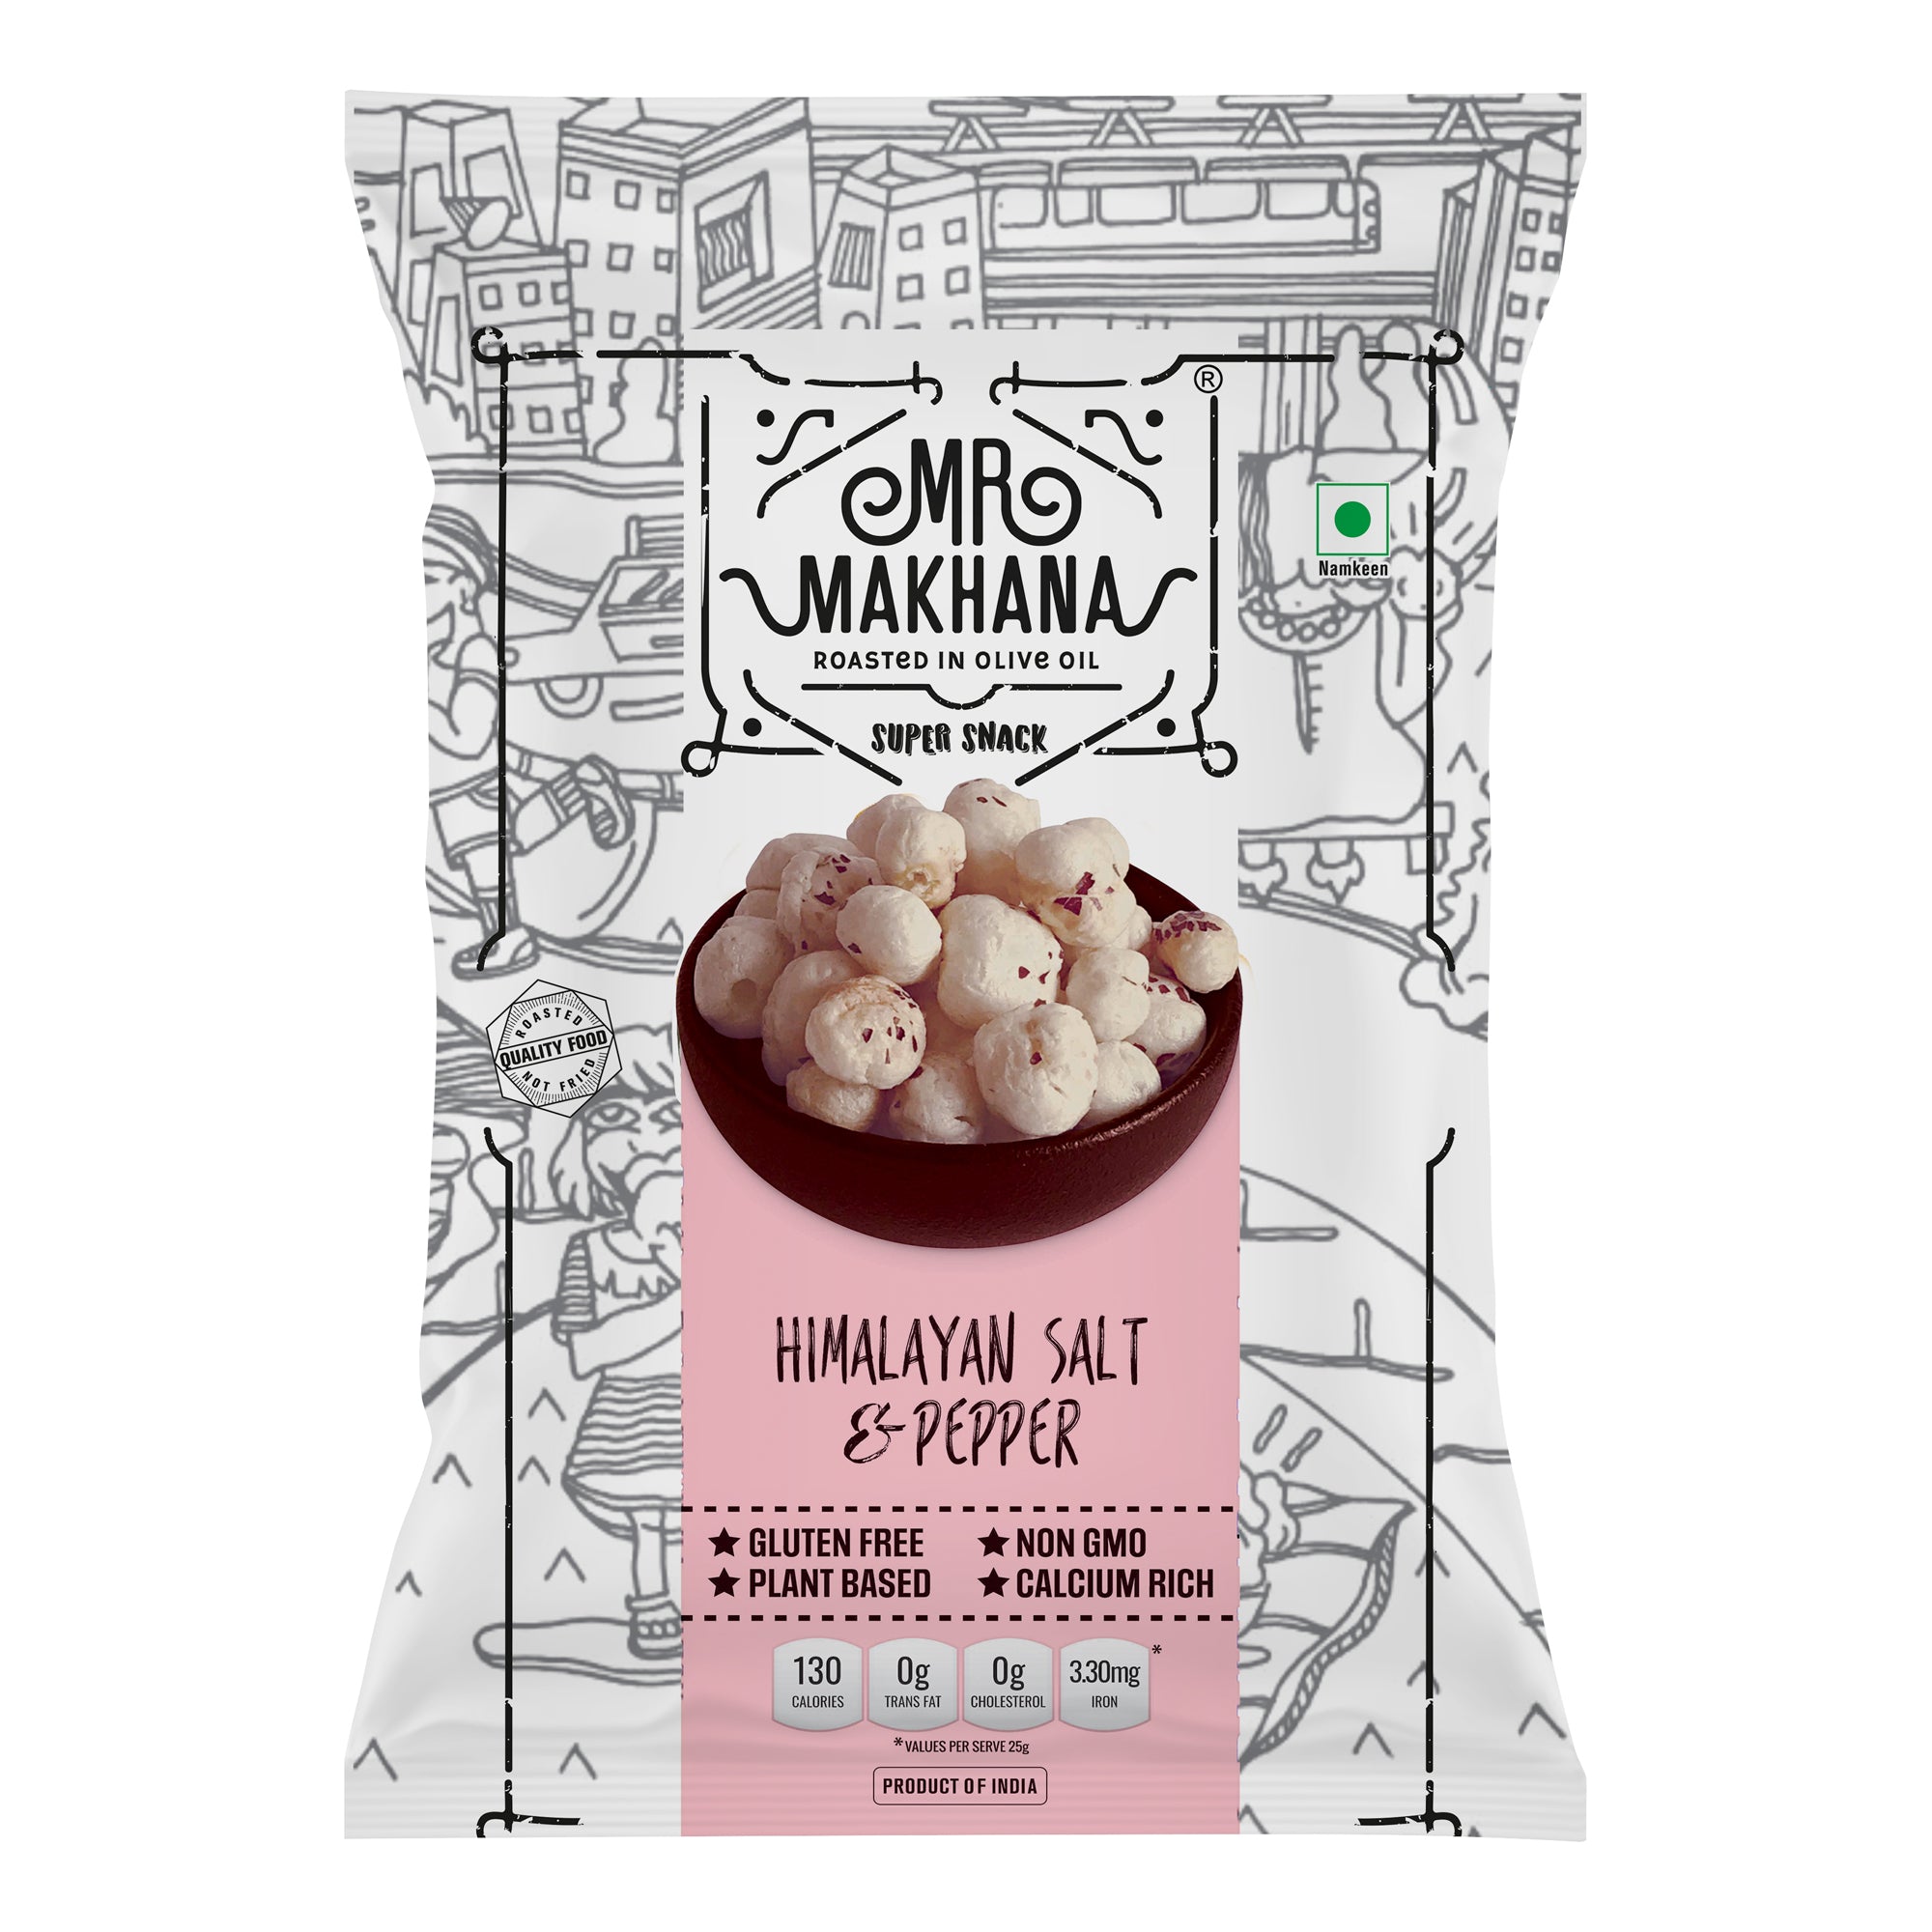 ®
MR
MAKHANA
ROASTED IN OLIVE OIL
SUPER SNACK
Namkeen
ROASTED
QUALITY FOOD
NOT FRIED
HIMALAYAN SALT
& PEPPER
★ GLUTEN FREE ★ NON GMO
★ PLANT BASED ★ CALCIUM RICH
130 0g 0g 3.30mg *
CALORIES TRANS FAT CHOLESTEROL IRON
*VALUES PER SERVE 25g
PRODUCT OF INDIA